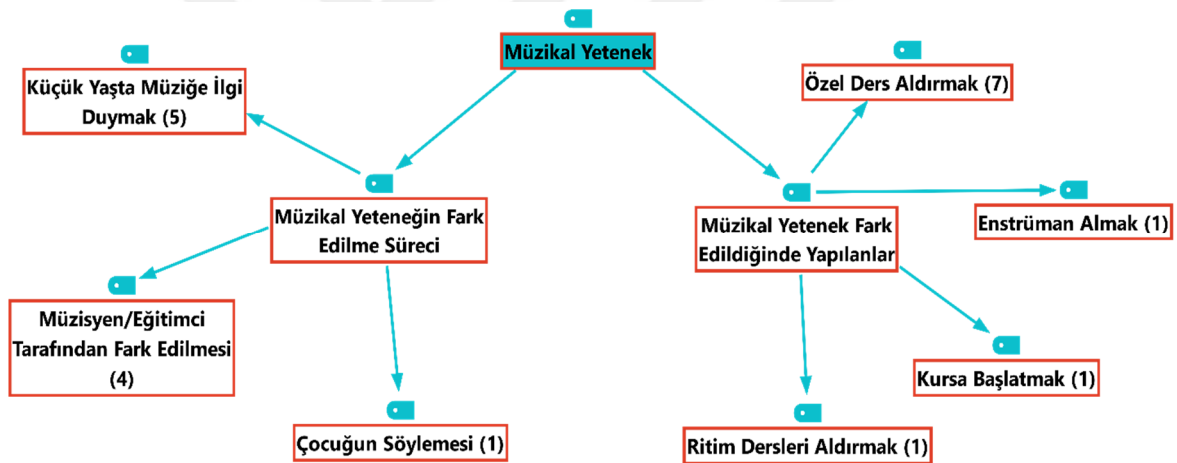 Müzikal Yetenek
Küçük Yaşta Müziğe İlgi
Duymak (5)
Özel Ders Aldırmak (7)
Müzikal Yeteneğin Fark
Edilme Süreci
Müzikal Yetenek Fark
Edildiğinde Yapılanlar
Enstrüman Almak (1)
Müzisyen/Eğitimci
Tarafından Fark Edilmesi
(4)
Kursa Başlatmak (1)
Çocuğun Söylemesi (1)
Ritim Dersleri Aldırmak (1)